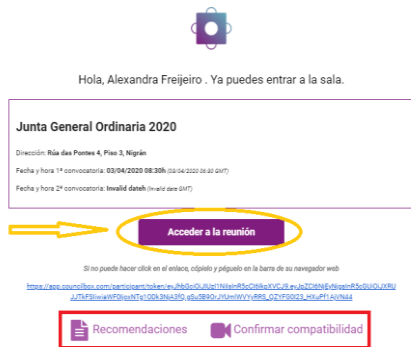 Hola, Alexandra Freijeiro . Ya puedes entrar a la sala.
Junta General Ordinaria 2020
Dirección: Rúa das Pontes 4, Piso 3, Nigrán
Fecha y hora 1ª convocatoria: 03/04/2020 08:30h (03/04/2020 06:30 GMT)
Fecha y hora 2ª convocatoria: Invalid dateh (Invalid date GMT)
Acceder a la reunión
Si no puede hacer click en el enlace, cópielo y péguelo en la barra de su navegador web
Recomendaciones Confirmar compatibilidad